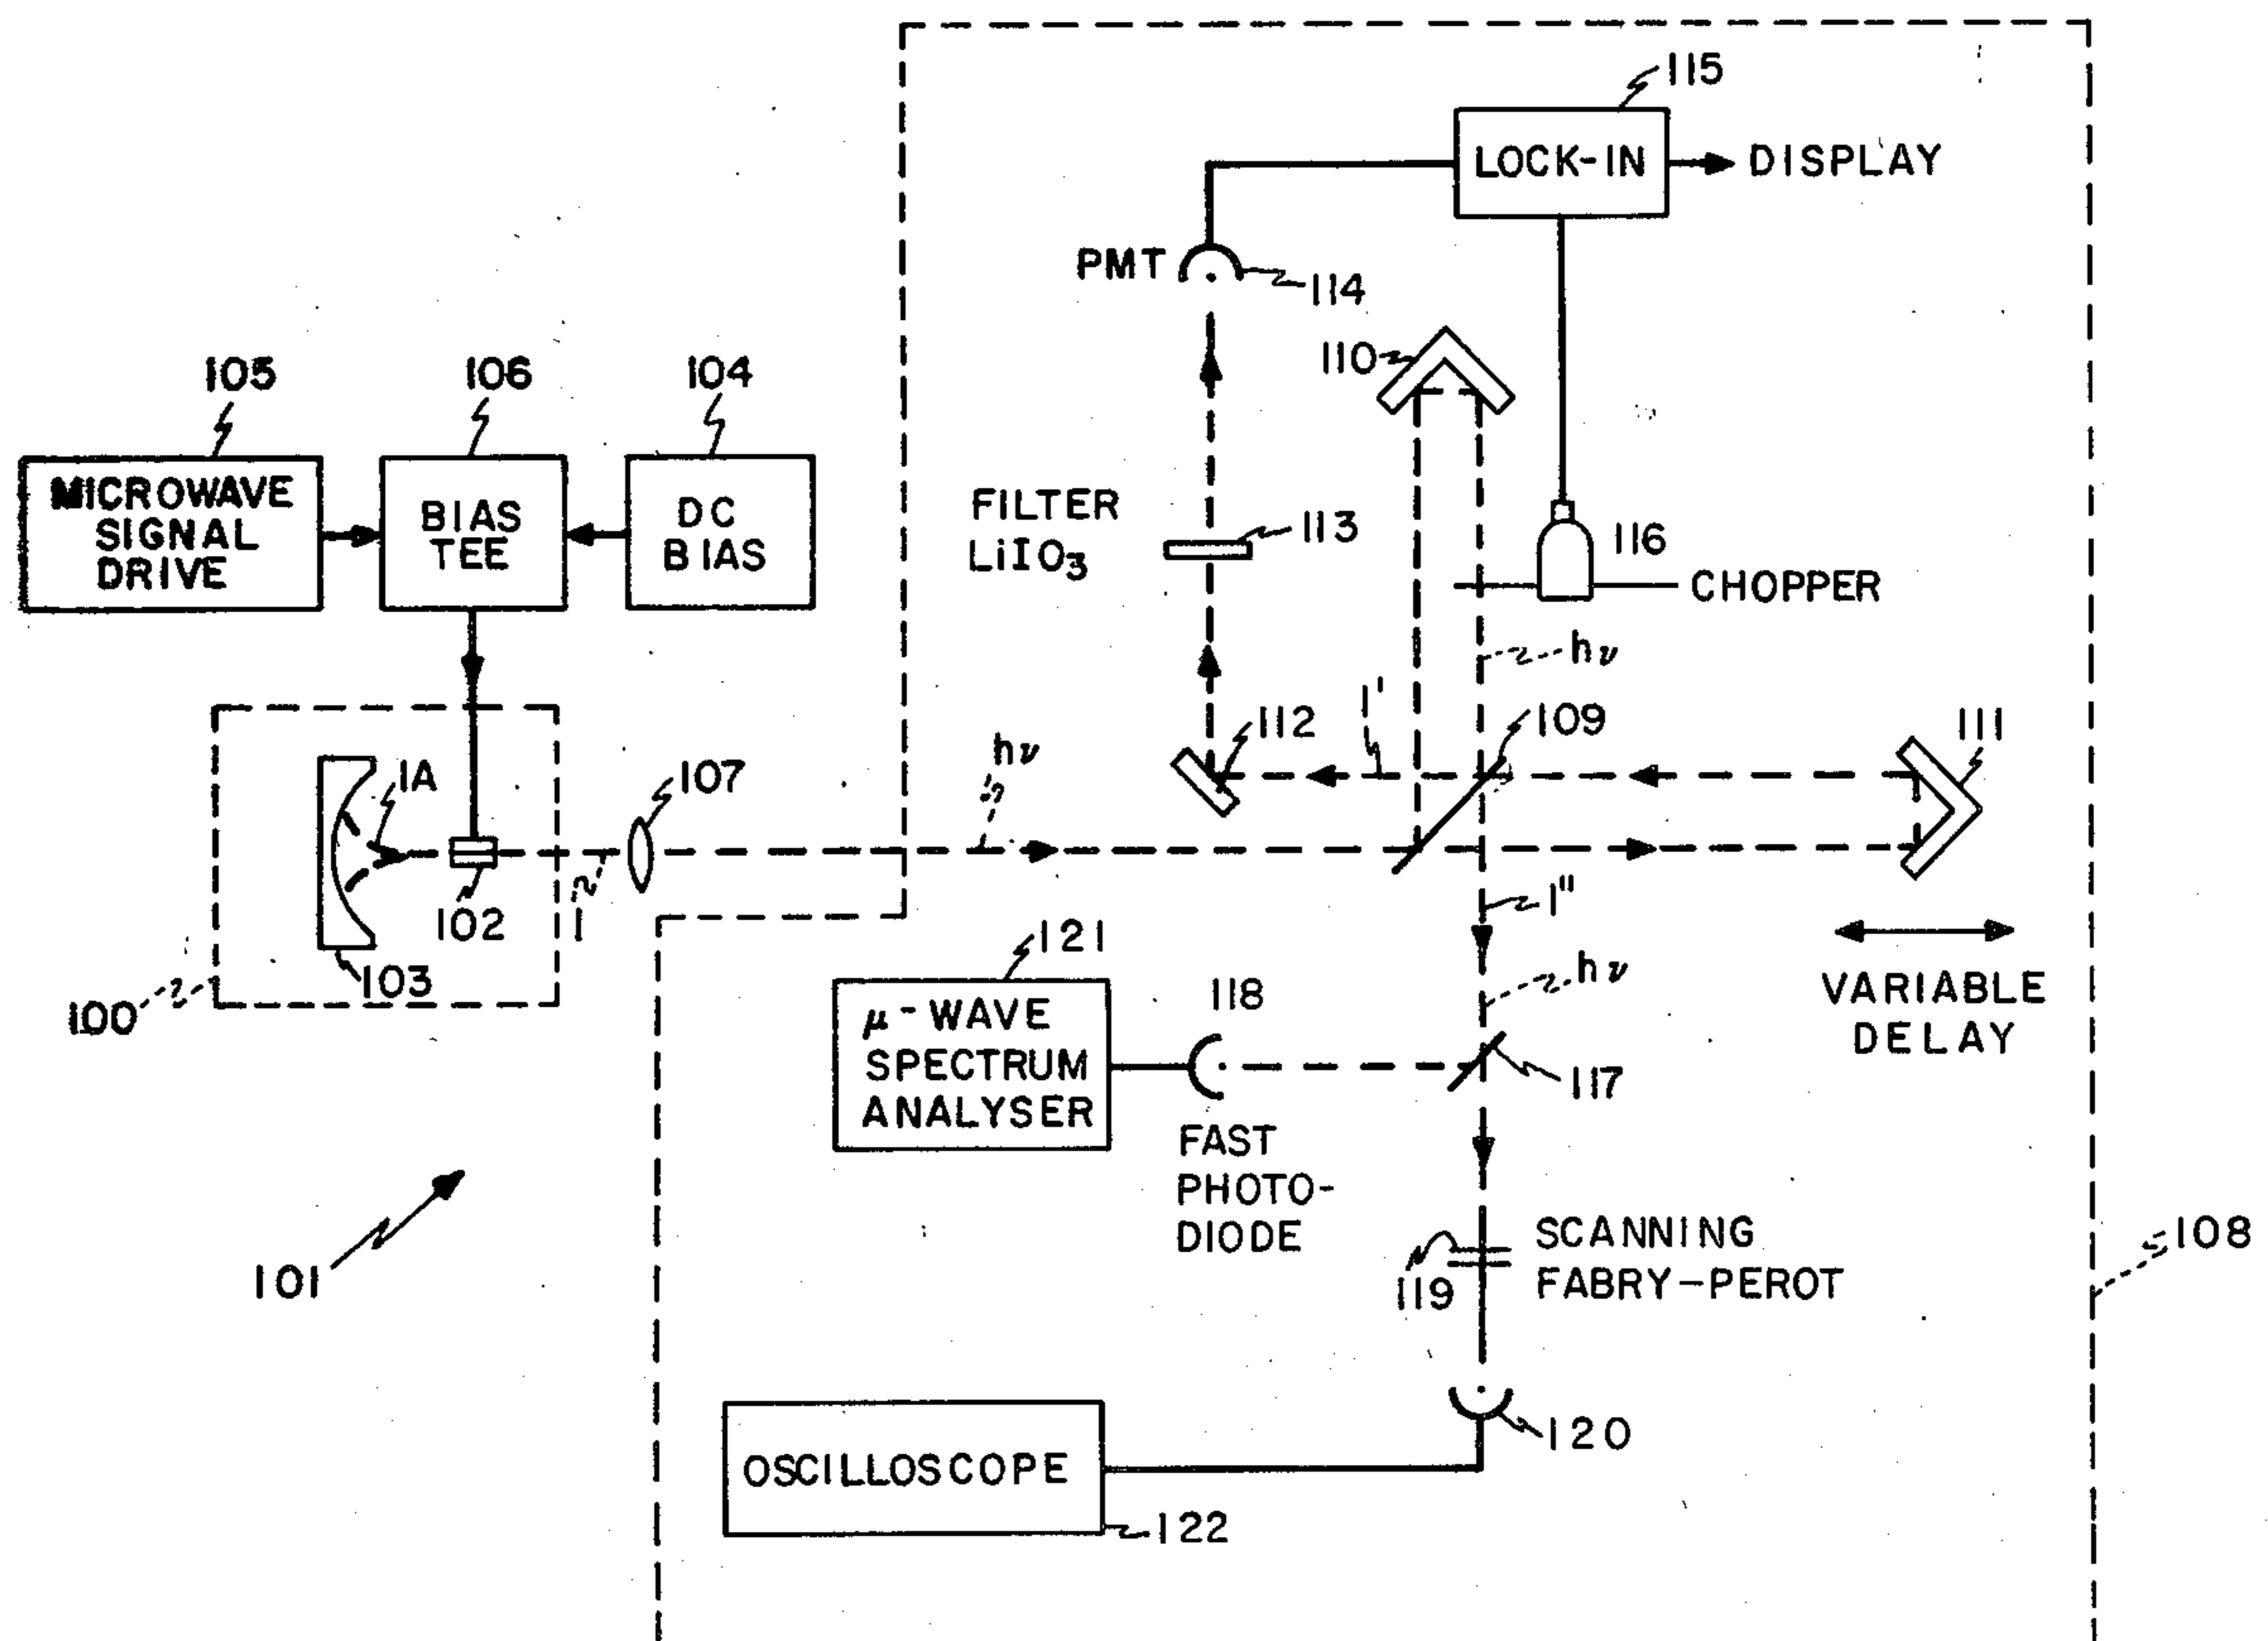 115
LOCK-IN
DISPLAY
PMT
114
110
105
106
104
MICROWAVE
SIGNAL
DRIVE
BIAS
TEE
DC
BIAS
FILTER
LiIO3
113
116
CHOPPER
hν
1'
109
112
111
hν
1A
107
102
1
103
100
1"
hν
VARIABLE
DELAY
121
118
μ-WAVE
SPECTRUM
ANALYSER
117
FAST
PHOTO-
DIODE
101
SCANNING
FABRY-PEROT
119
108
120
OSCILLOSCOPE
122